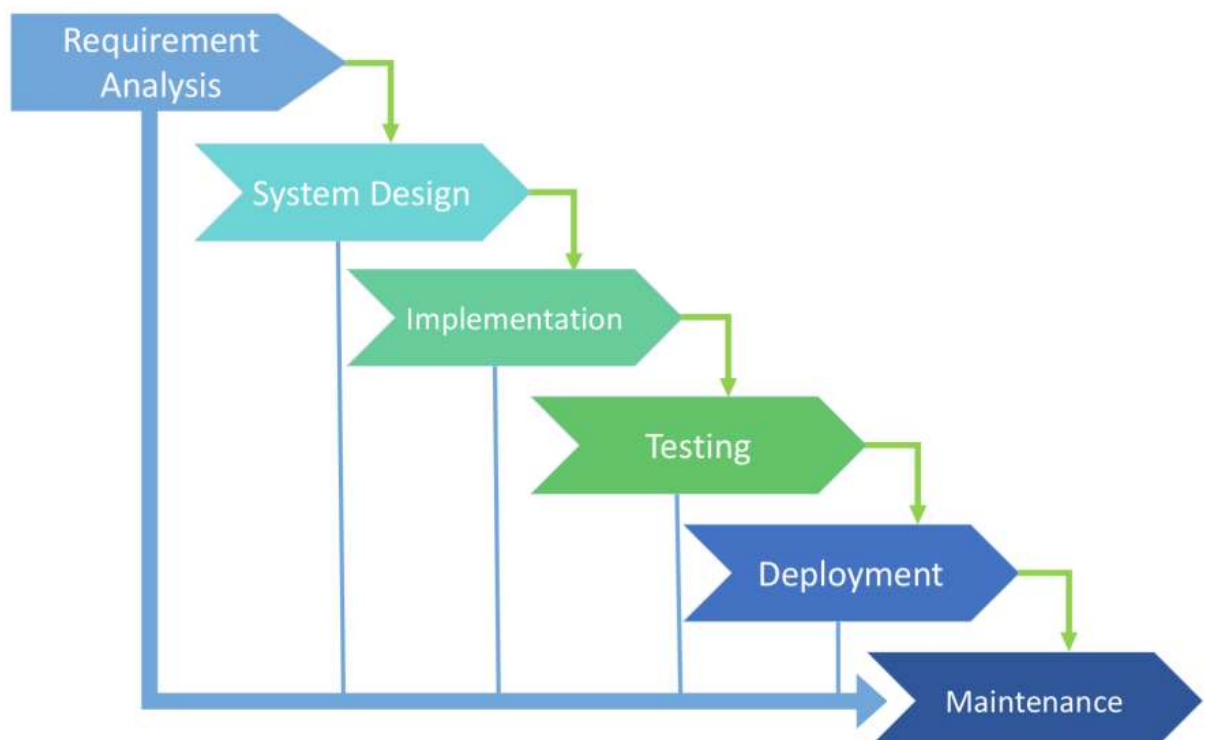 Requirement
Analysis
System Design
Implementation
Testing
Deployment
Maintenance